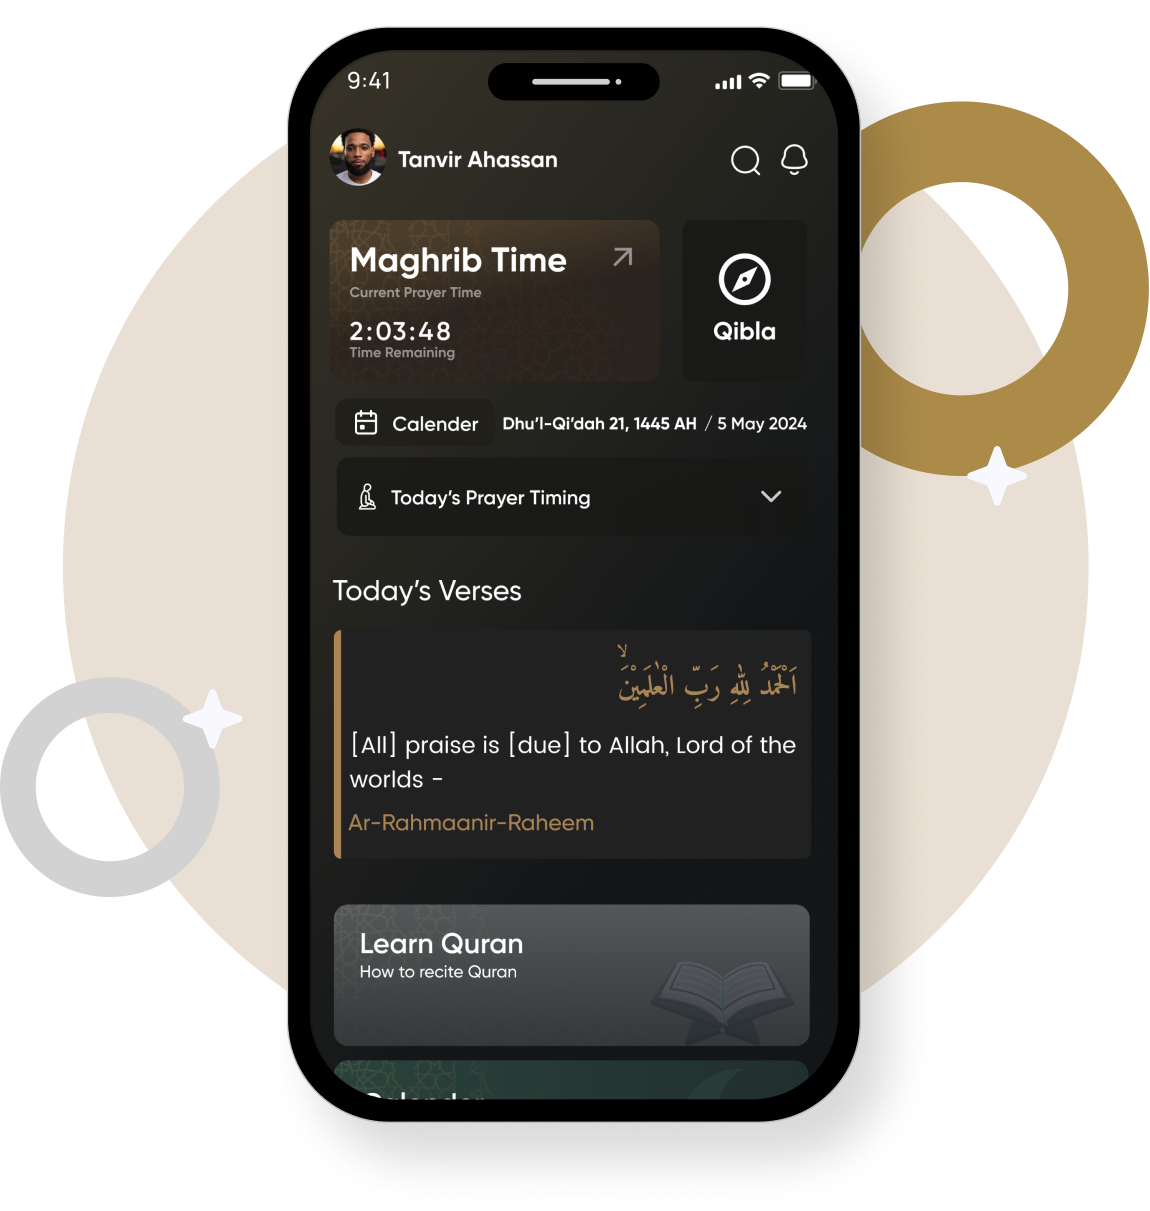 9:41
Tanvir Ahassan
Maghrib Time
Current Prayer Time
2:03:48
Time Remaining
Qibla
Calender
Dhu'l-Qi'dah 21, 1445 AH / 5 May 2024
Today's Prayer Timing
Today's Verses
اَلْحَمْدُ لِلّٰهِ رَبِّ الْعٰلَمِيْنَۙ
[All] praise is [due] to Allah, Lord of the
worlds -
Ar-Rahmaanir-Raheem
Learn Quran
How to recite Quran
Calender